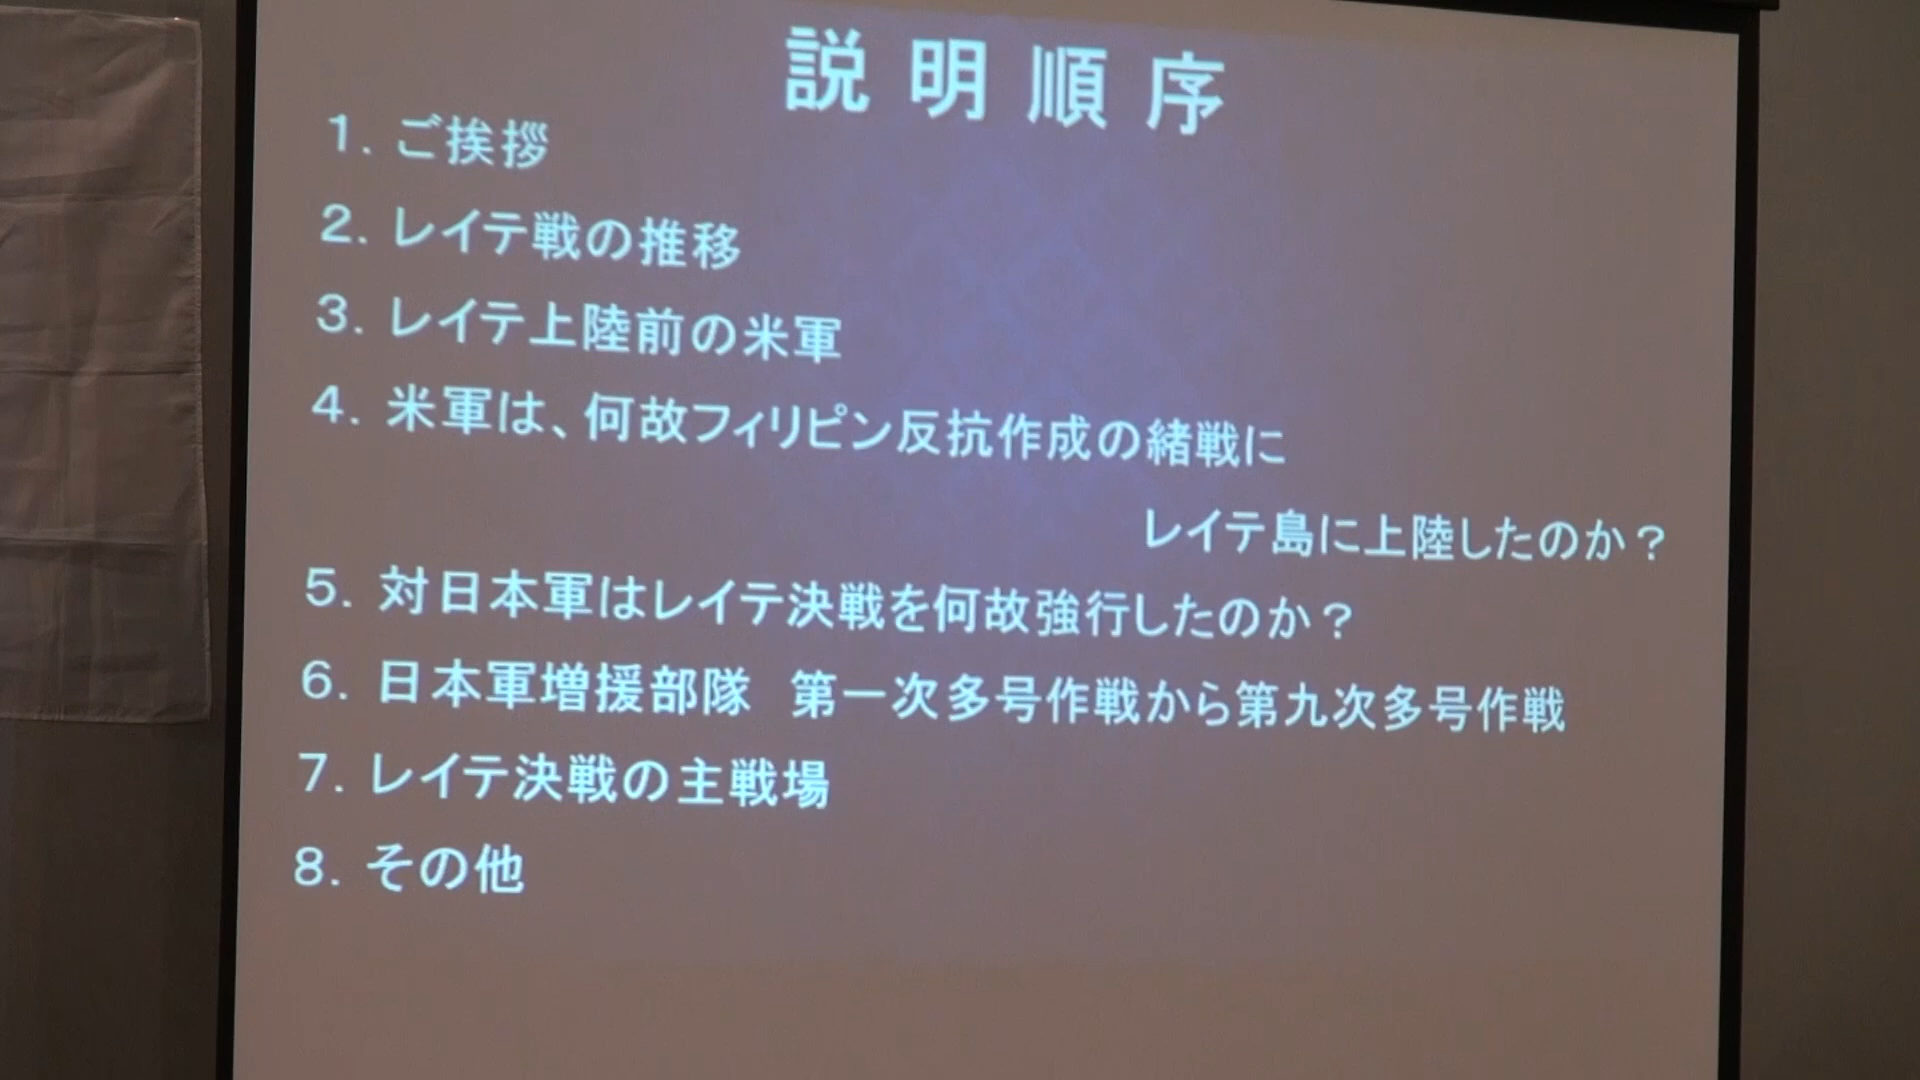 説明順序
1. ご挨拶
2. レイテ戦の推移
3. レイテ上陸前の米軍
4. 米軍は、何故フィリピン反抗作成の緒戦に
レイテ島に上陸したのか？
5. 対日本軍はレイテ決戦を何故強行したのか？
6. 日本軍増援部隊　第一次多号作戦から第九次多号作戦
7. レイテ決戦の主戦場
8. その他